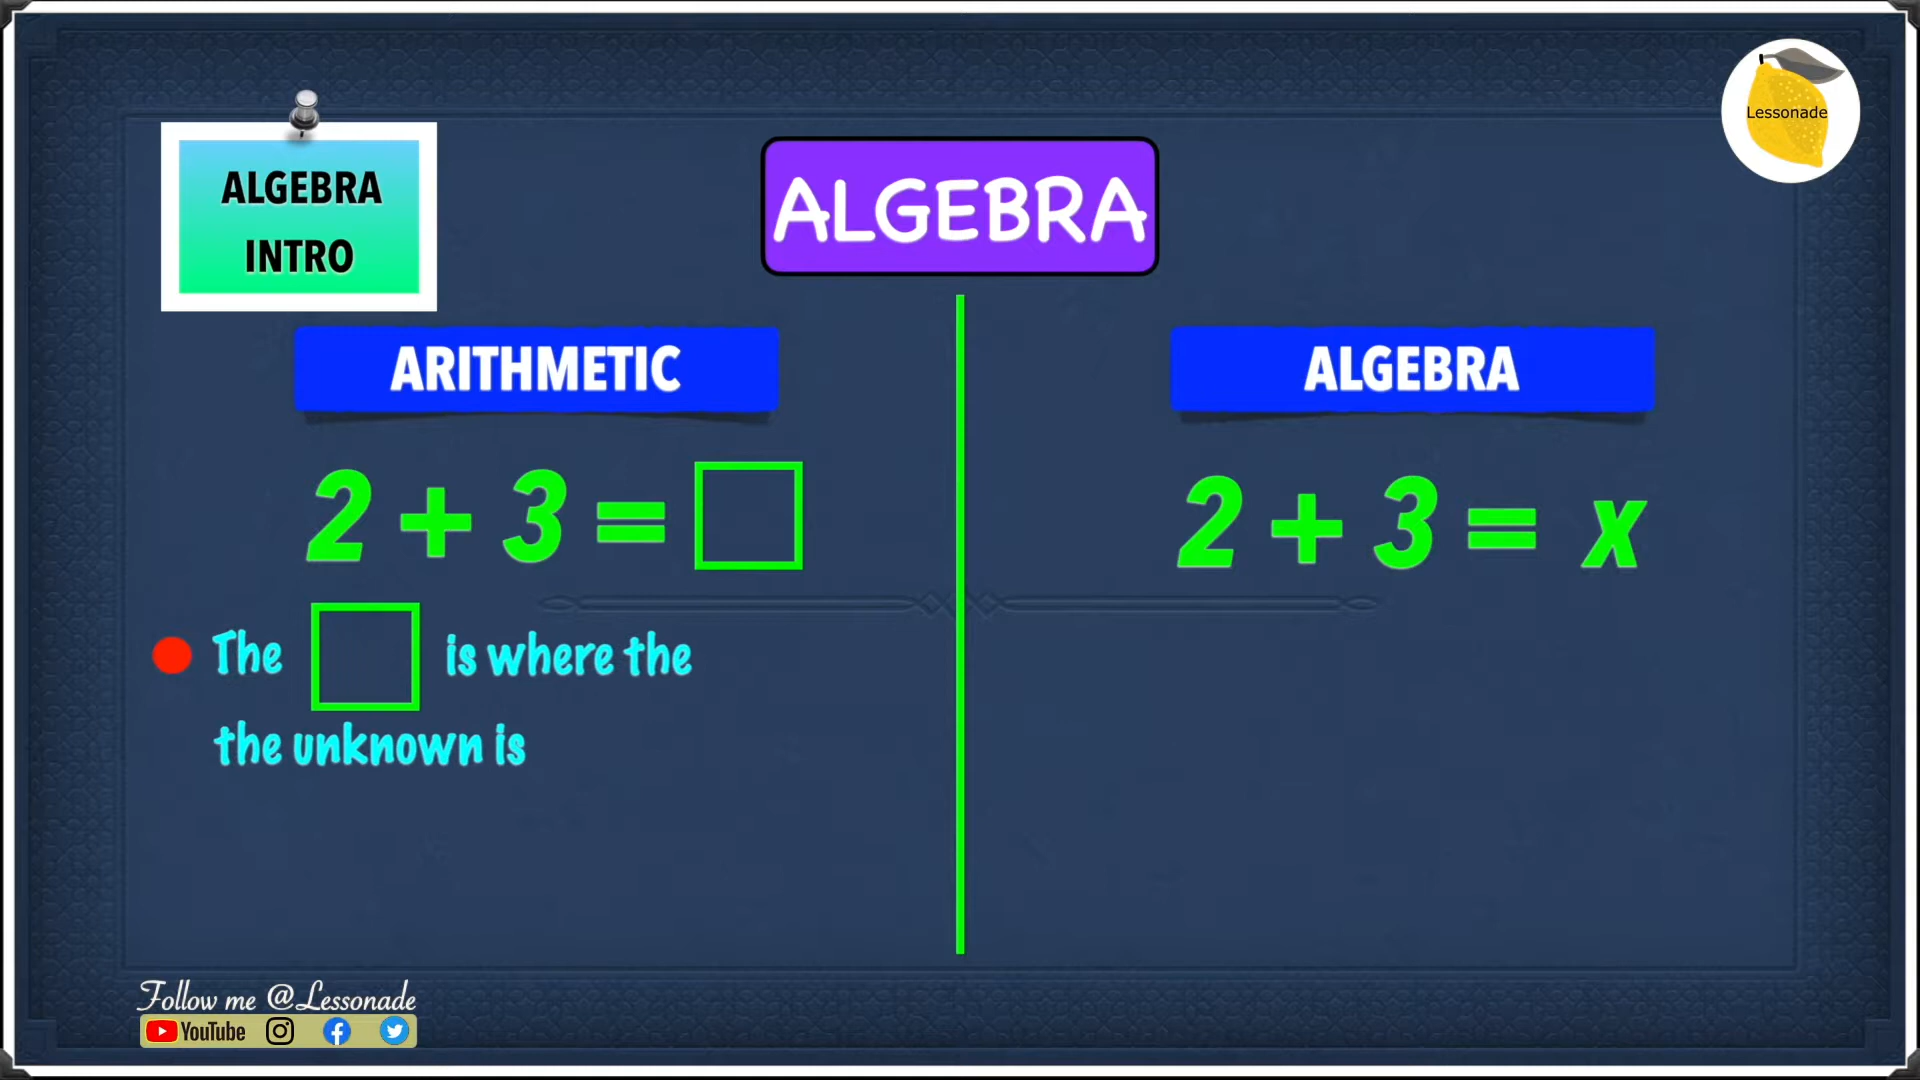 ALGEBRA
INTRO
ALGEBRA
Lessonade
ARITHMETIC
2 + 3 = □
The □ is where the
the unknown is
ALGEBRA
2 + 3 = x
Follow me @Lessonade
YouTube